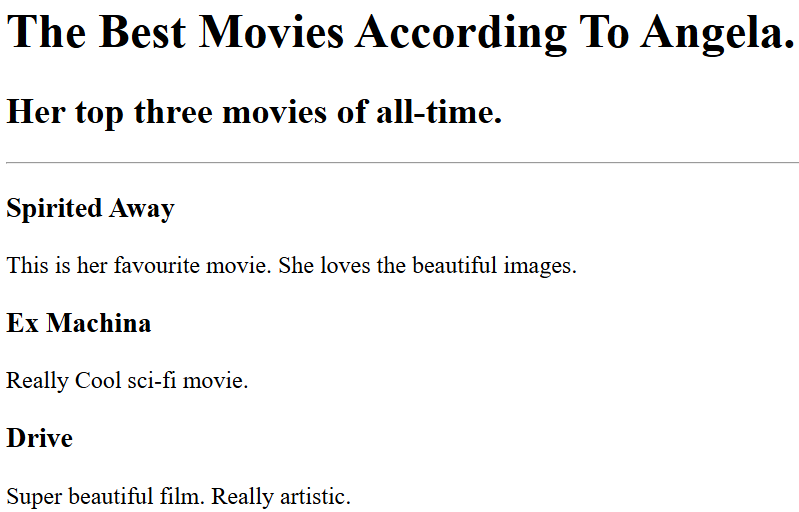 The Best Movies According To Angela.
Her top three movies of all-time.
Spirited Away
This is her favourite movie. She loves the beautiful images.
Ex Machina
Really Cool sci-fi movie.
Drive
Super beautiful film. Really artistic.